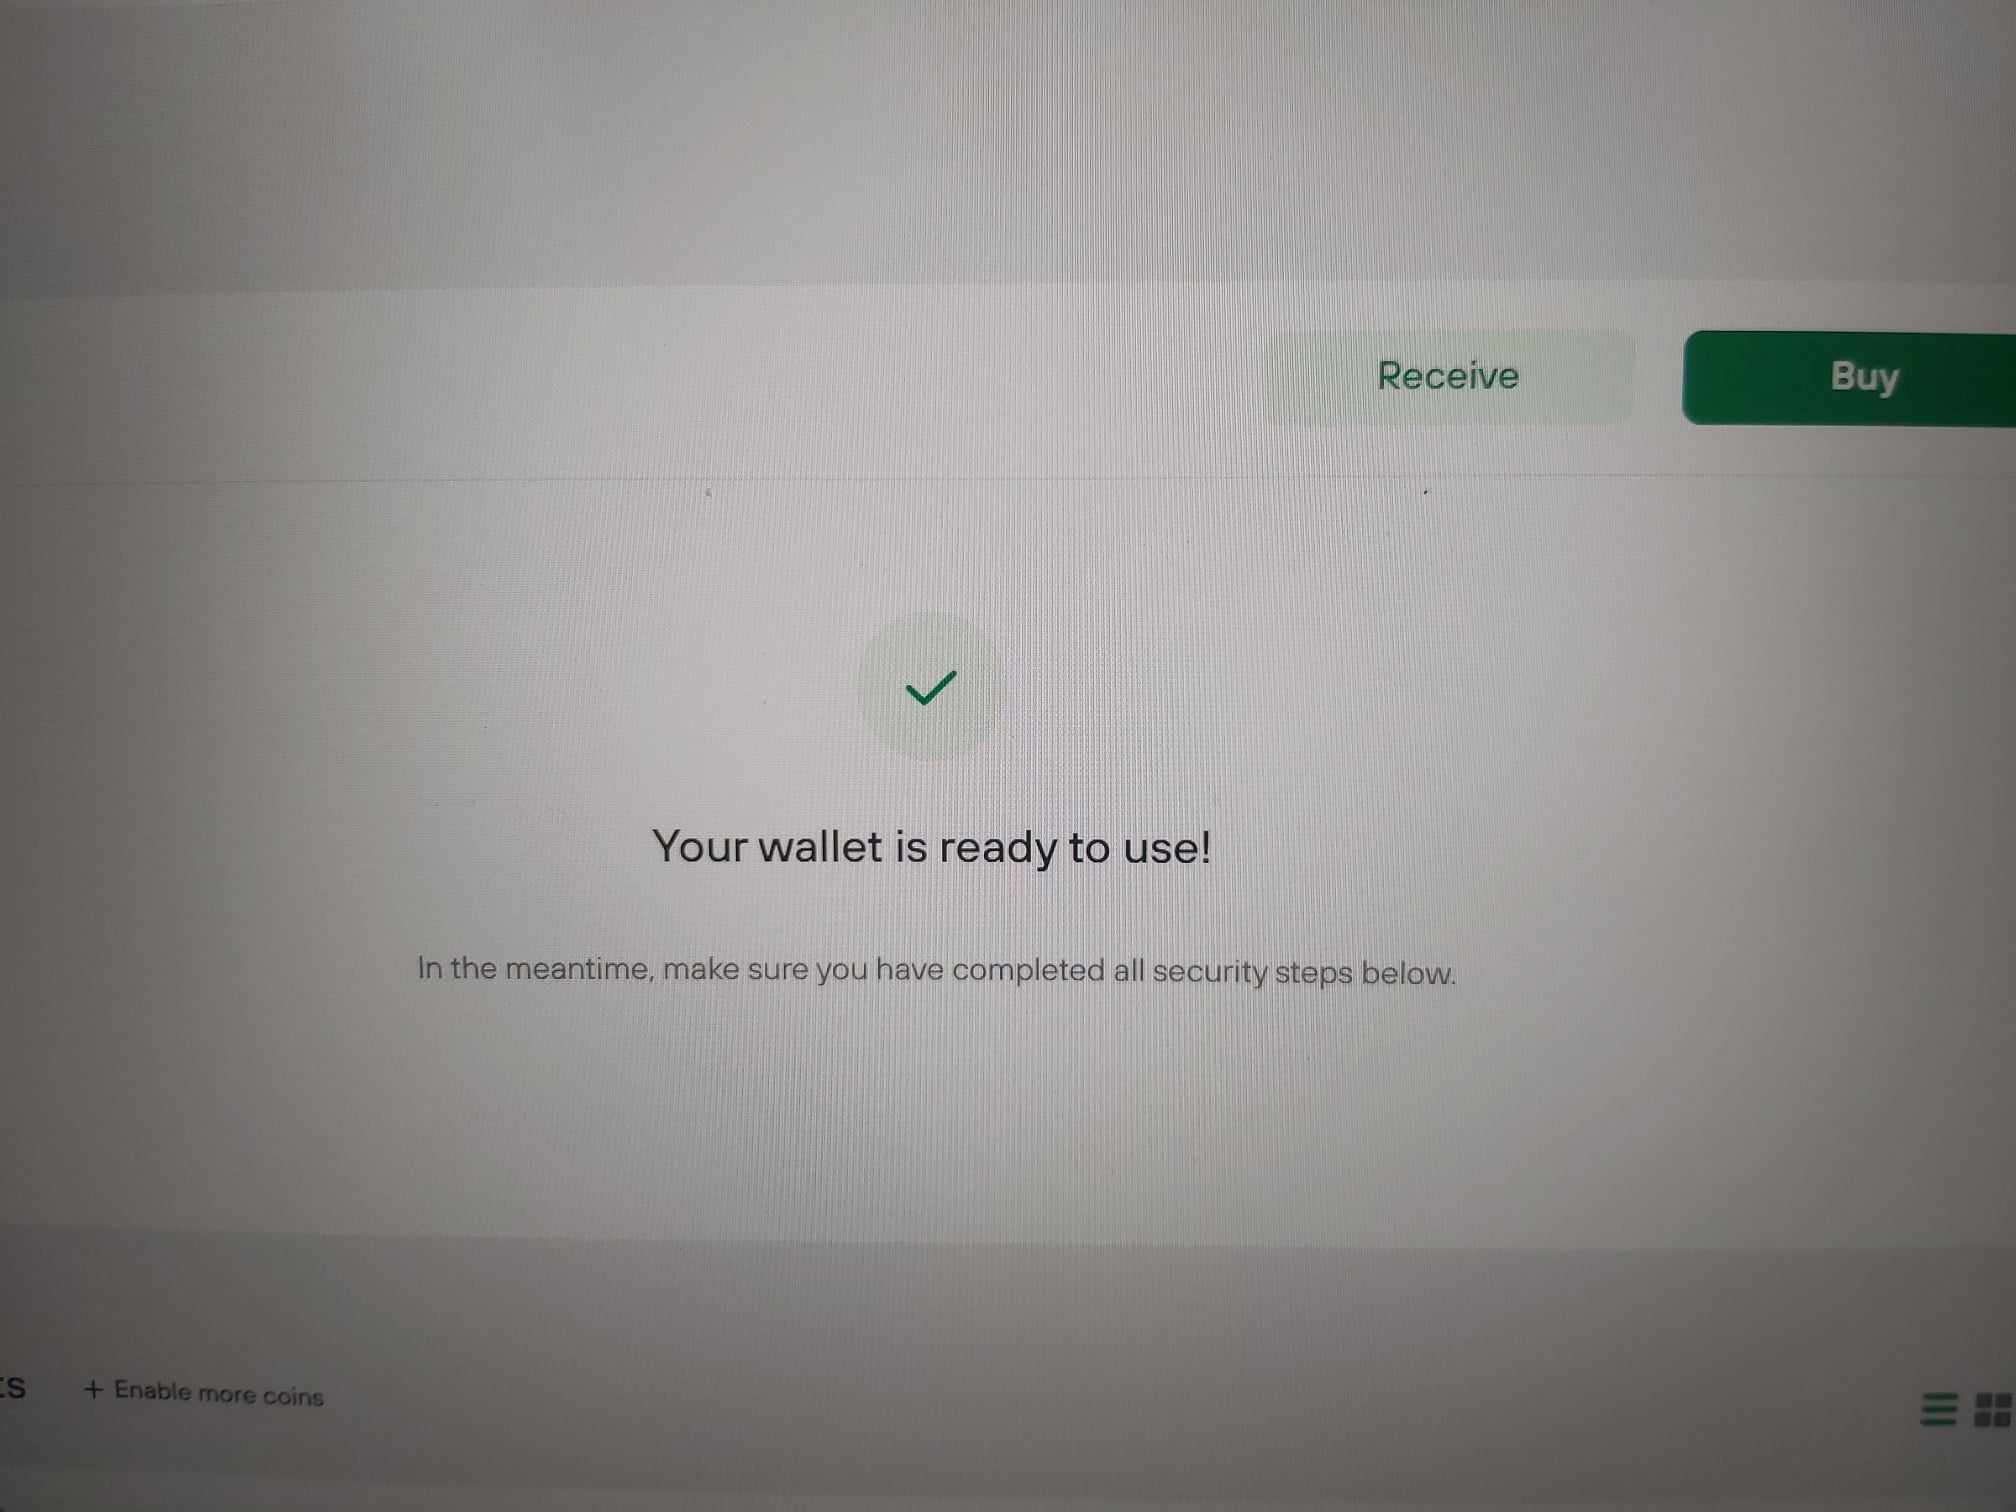 Receive
Buy
Your wallet is ready to use!
In the meantime, make sure you have completed all security steps below.
+ Enable more coins